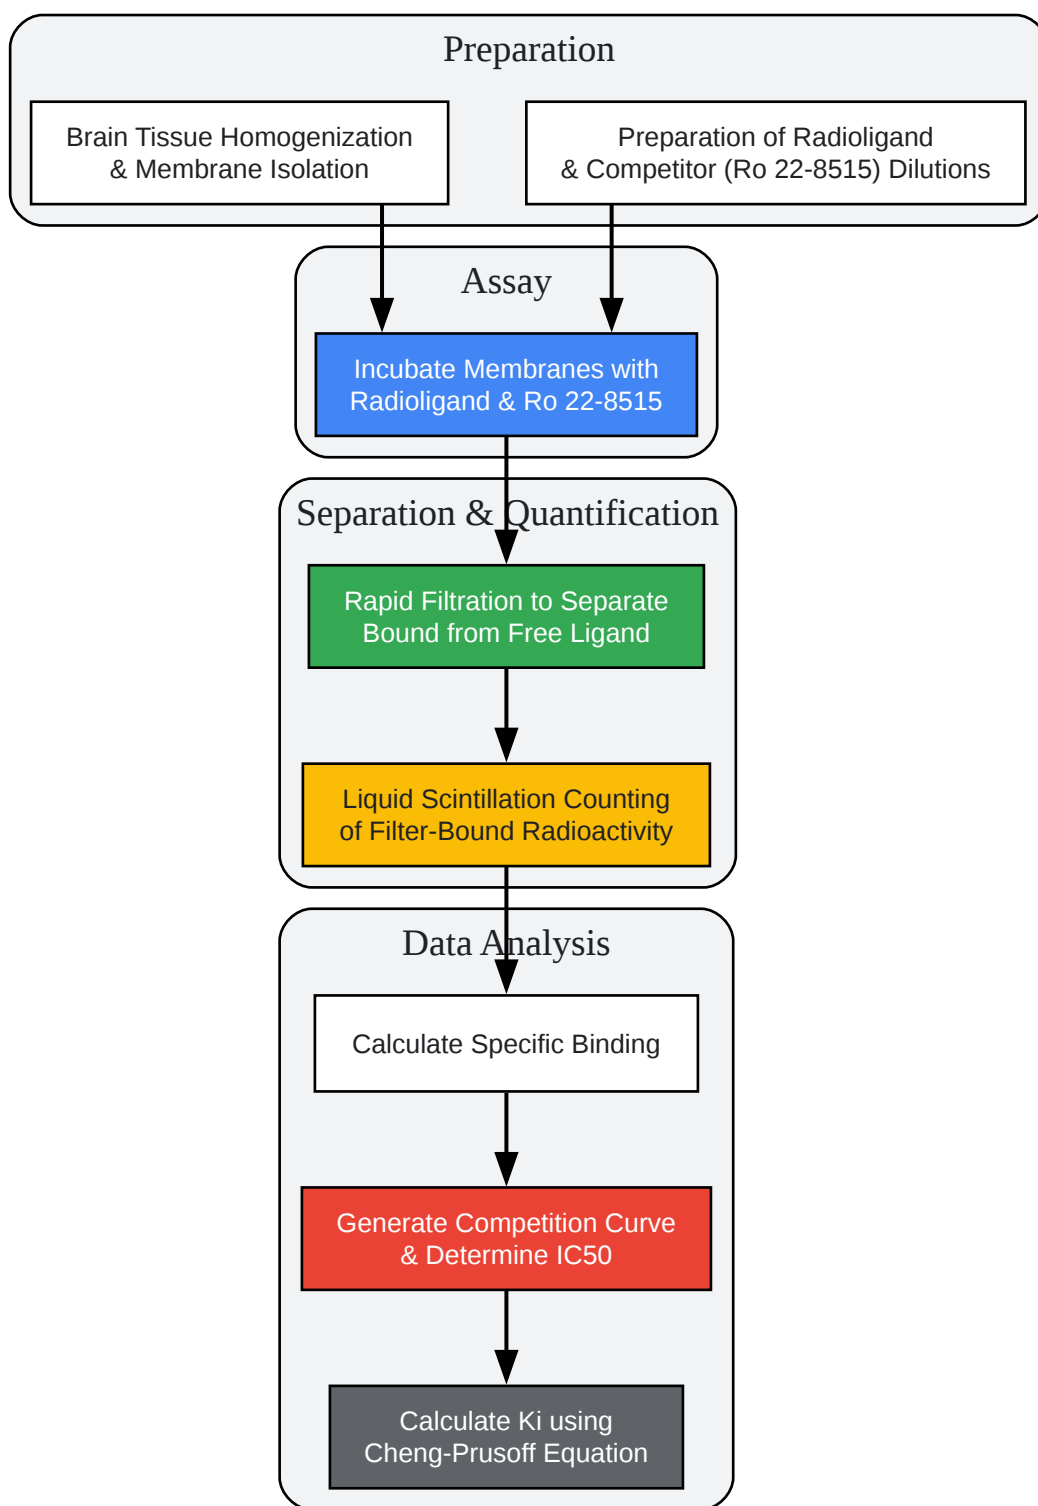 Preparation
Brain Tissue Homogenization
& Membrane Isolation
Preparation of Radioligand
& Competitor (Ro 22-8515) Dilutions
Assay
Incubate Membranes with
Radioligand & Ro 22-8515
Separation & Quantification
Rapid Filtration to Separate
Bound from Free Ligand
Liquid Scintillation Counting
of Filter-Bound Radioactivity
Data Analysis
Calculate Specific Binding
Generate Competition Curve
& Determine IC50
Calculate Ki using
Cheng-Prusoff Equation